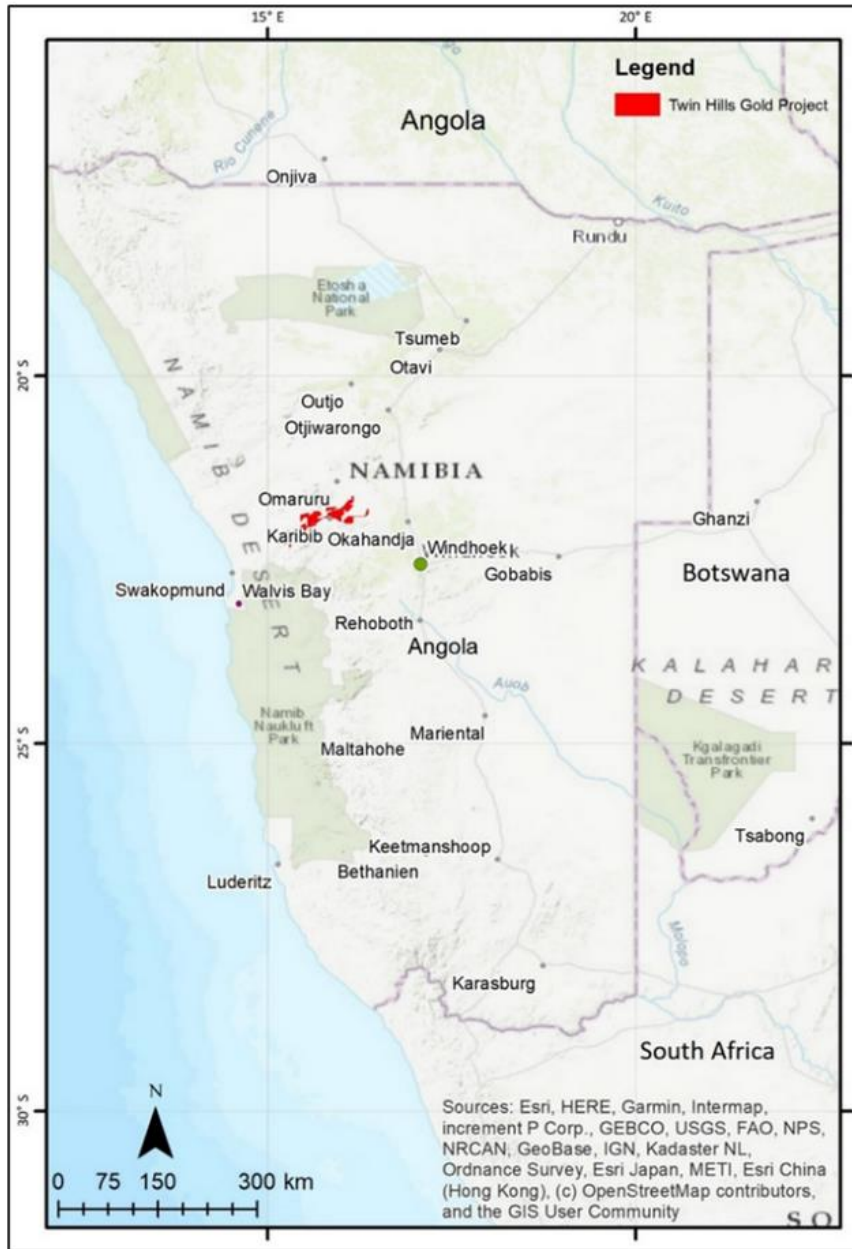 15° E
20° E
Legend
Twin Hills Gold Project
Angola
Rio Cunene
Onjiva
Kuito
Rundu
Etosha
National
Park
Tsumeb
Otavi
20° S
NAMIB DESERT
Outjo
Otjiwarongo
NAMIBIA
Omaruru
Karibib
Okahandja
Windhoek
Gobabis
Ghanzi
Botswana
Swakopmund
Walvis Bay
Rehoboth
Angola
KALAHAR
DESERT
Auob
Namib
Naukluft
Park
Mariental
Maltahohe
25° S
Kgalagadi
Transfrontier
Park
Tsabong
Keetmanshoop
Bethanien
Luderitz
Molopo
Karasburg
South Africa
30° S
N
0 75 150 300 km
Sources: Esri, HERE, Garmin, Intermap,
increment P Corp., GEBCO, USGS, FAO, NPS,
NRCAN, GeoBase, IGN, Kadaster NL,
Ordnance Survey, Esri Japan, METI, Esri China
(Hong Kong), (c) OpenStreetMap contributors,
and the GIS User Community
S O